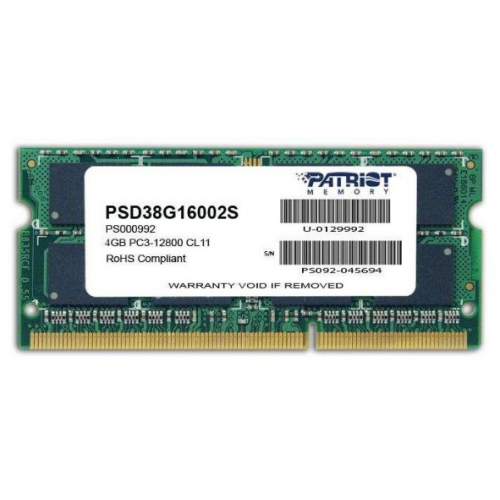 PATRIOT
MEMORY
PSD38G16002S
PS000992
4GB PC3-12800 CL11
RoHS Compliant
U-0129992
S/N
PS092-045694
WARRANTY VOID IF REMOVED